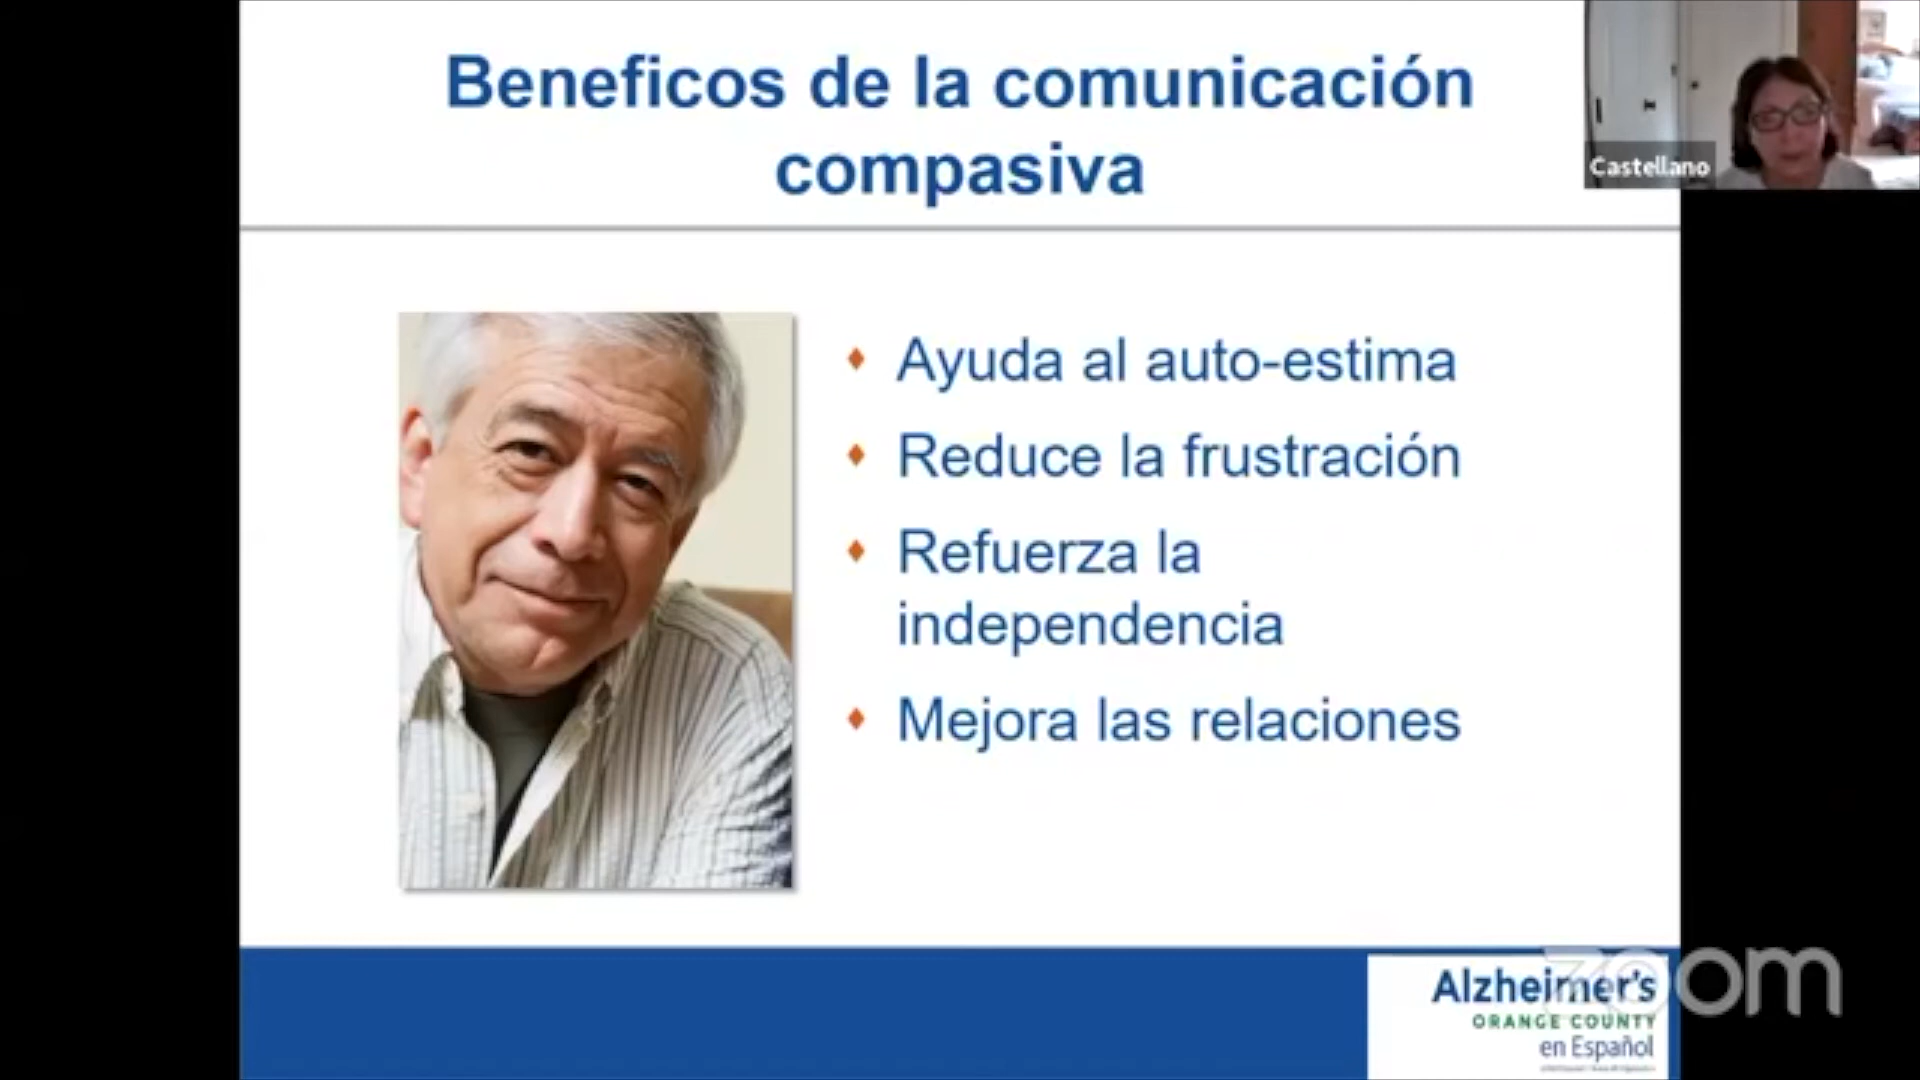 Beneficos de la comunicación
compasiva
Castellano
Ayuda al auto-estima
Reduce la frustración
Refuerza la
independencia
Mejora las relaciones
Alzheimer's
ORANGE COUNTY
en Español
zoom